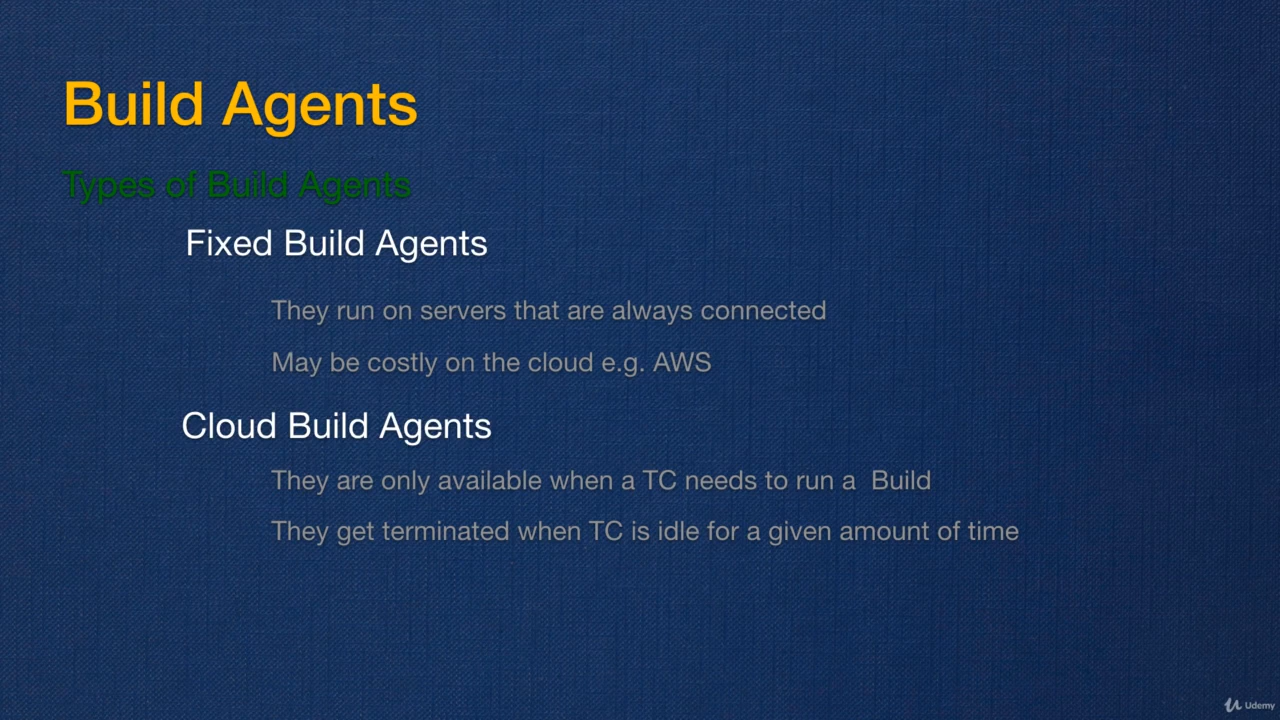 Build Agents
Types of Build Agents
Fixed Build Agents
They run on servers that are always connected
May be costly on the cloud e.g. AWS
Cloud Build Agents
They are only available when a TC needs to run a  Build
They get terminated when TC is idle for a given amount of time
Udemy